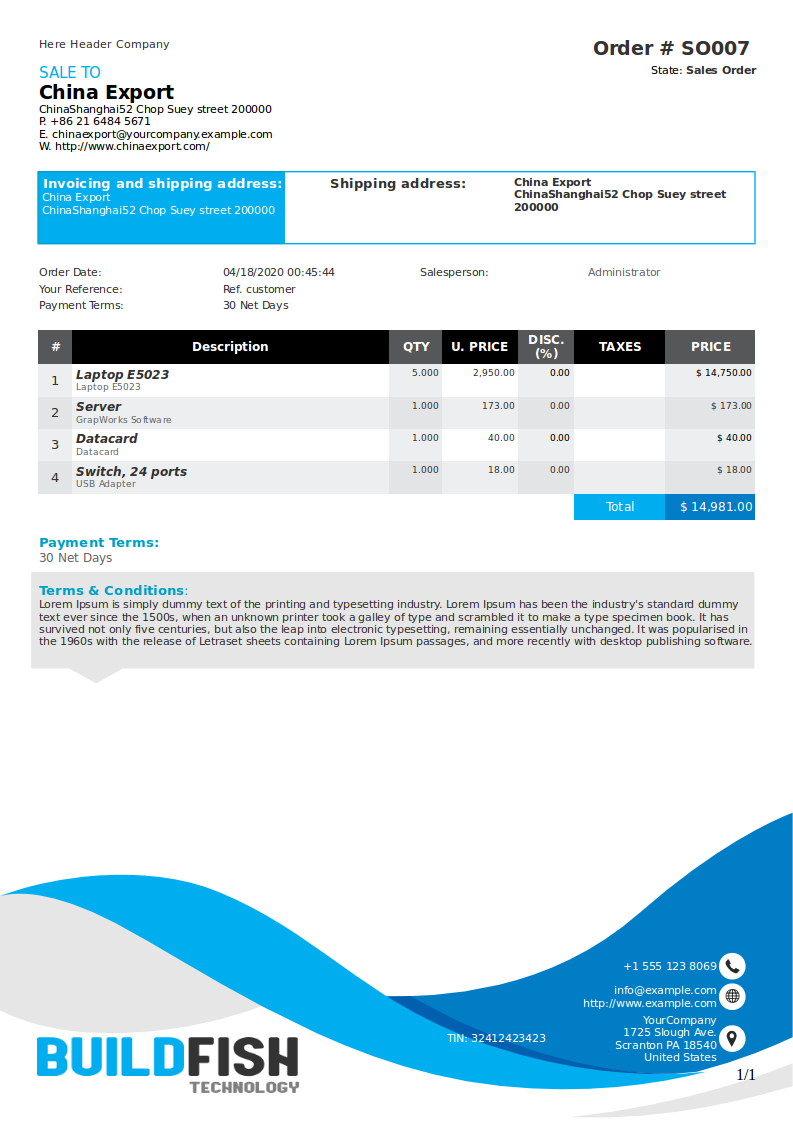 Here Header Company
Order # SO007
State: Sales Order
SALE TO
China Export
ChinaShanghai52 Chop Suey street 200000
P. +86 21 6484 5671
E. chinaexport@yourcompany.example.com
W. http://www.chinaexport.com/
Invoicing and shipping address:
China Export
ChinaShanghai52 Chop Suey street 200000
Shipping address:
China Export
ChinaShanghai52 Chop Suey street
200000
Order Date: 04/18/2020 00:45:44 Salesperson: Administrator
Your Reference: Ref. customer
Payment Terms: 30 Net Days
# Description QTY U. PRICE DISC. (%) TAXES PRICE
1 Laptop E5023 5.000 2,950.00 0.00 $ 14,750.00
Laptop E5023
2 Server 1.000 173.00 0.00 $ 173.00
GrapWorks Software
3 Datacard 1.000 40.00 0.00 $ 40.00
Datacard
4 Switch, 24 ports 1.000 18.00 0.00 $ 18.00
USB Adapter
Total $ 14,981.00
Payment Terms:
30 Net Days
Terms & Conditions:
Lorem Ipsum is simply dummy text of the printing and typesetting industry. Lorem Ipsum has been the industry's standard dummy
text ever since the 1500s, when an unknown printer took a galley of type and scrambled it to make a type specimen book. It has
survived not only five centuries, but also the leap into electronic typesetting, remaining essentially unchanged. It was popularised in
the 1960s with the release of Letraset sheets containing Lorem Ipsum passages, and more recently with desktop publishing software.
+1 555 123 8069
info@example.com
http://www.example.com
YourCompany
1725 Slough Ave.
Scranton PA 18540
United States
TIN: 32412423423
BUILDFISH
TECHNOLOGY
1/1